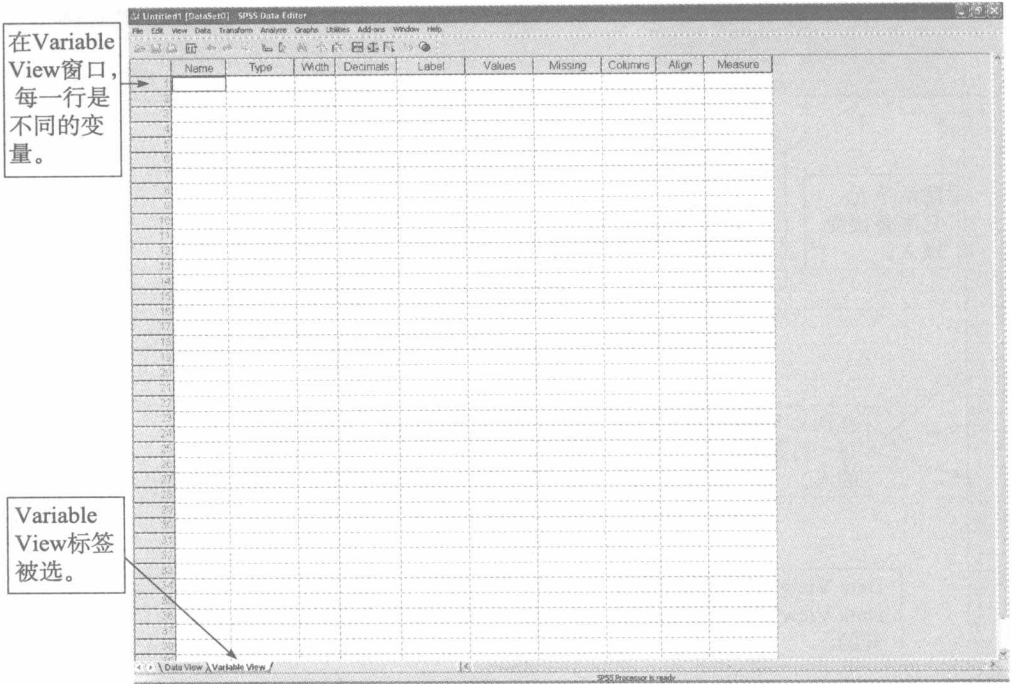 Untitled1 [DataSet0] - SPSS Data Editor
File Edit View Data Transform Analyze Graphs Utilities Add-ons Window Help
在Variable
View窗口，
每一行是
不同的变
量。
Name Type Width Decimals Label Values Missing Columns Align Measure
Variable
View标签
被选。
Data View Variable View
SPSS Processor is ready